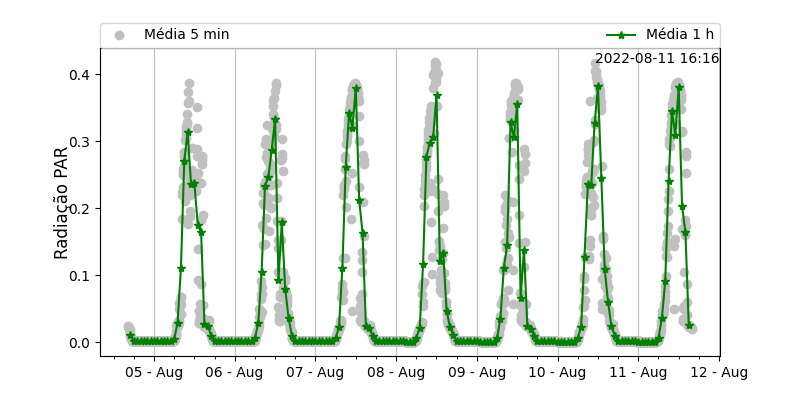 Média 5 min
Média 1 h
2022-08-11 16:16
Radiação PAR
0.4
0.3
0.2
0.1
0.0
05 - Aug
06 - Aug
07 - Aug
08 - Aug
09 - Aug
10 - Aug
11 - Aug
12 - Aug